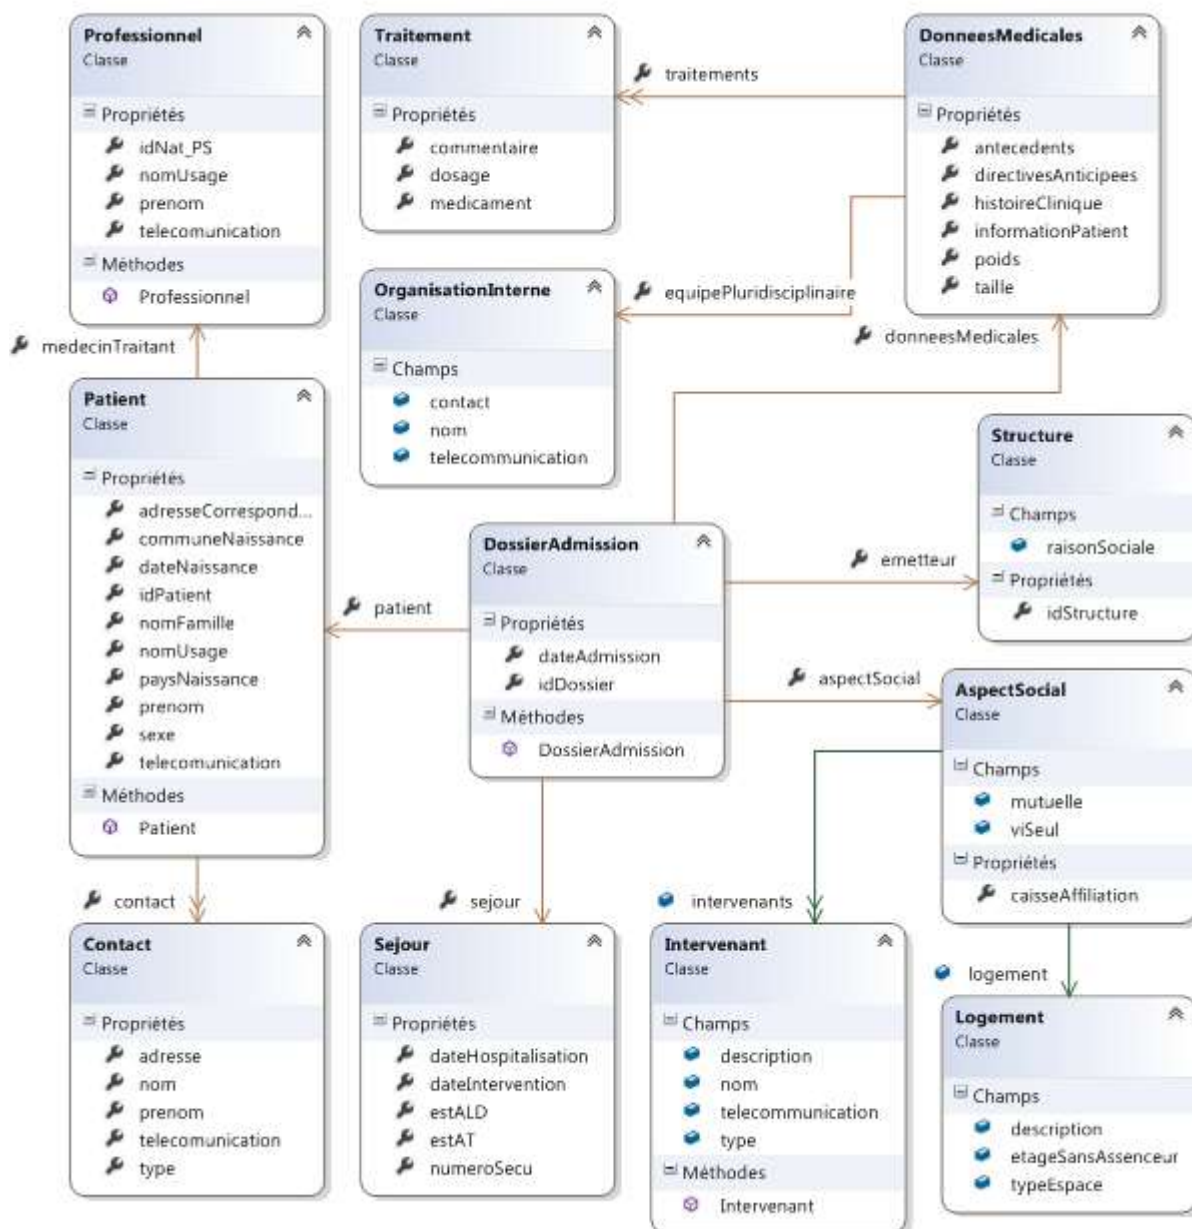 Professionnel
Classe
Propriétés
idNat_PS
nomUsage
prenom
telecomunication
Méthodes
Professionnel
Traitement
Classe
Propriétés
commentaire
dosage
medicament
traitements
DonneesMedicales
Classe
Propriétés
antecedents
directivesAnticipees
histoireClinique
informationPatient
poids
taille
OrganisationInterne
Classe
Champs
contact
nom
telecommunication
equipePluridisciplinaire
donneesMedicales
medecinTraitant
Patient
Classe
Propriétés
adresseCorrespond...
communeNaissance
dateNaissance
idPatient
nomFamille
nomUsage
paysNaissance
prenom
sexe
telecomunication
Méthodes
Patient
patient
DossierAdmission
Classe
Propriétés
dateAdmission
idDossier
Méthodes
DossierAdmission
emetteur
Structure
Classe
Champs
raisonSociale
Propriétés
idStructure
aspectSocial
AspectSocial
Classe
Champs
mutuelle
viSeul
Propriétés
caisseAffiliation
contact
Contact
Classe
Propriétés
adresse
nom
prenom
telecomunication
type
sejour
Sejour
Classe
Propriétés
dateHospitalisation
dateIntervention
estALD
estAT
numeroSecu
intervenants
Intervenant
Classe
Champs
description
nom
telecommunication
type
Méthodes
Intervenant
logement
Logement
Classe
Champs
description
etageSansAssenceur
typeEspace